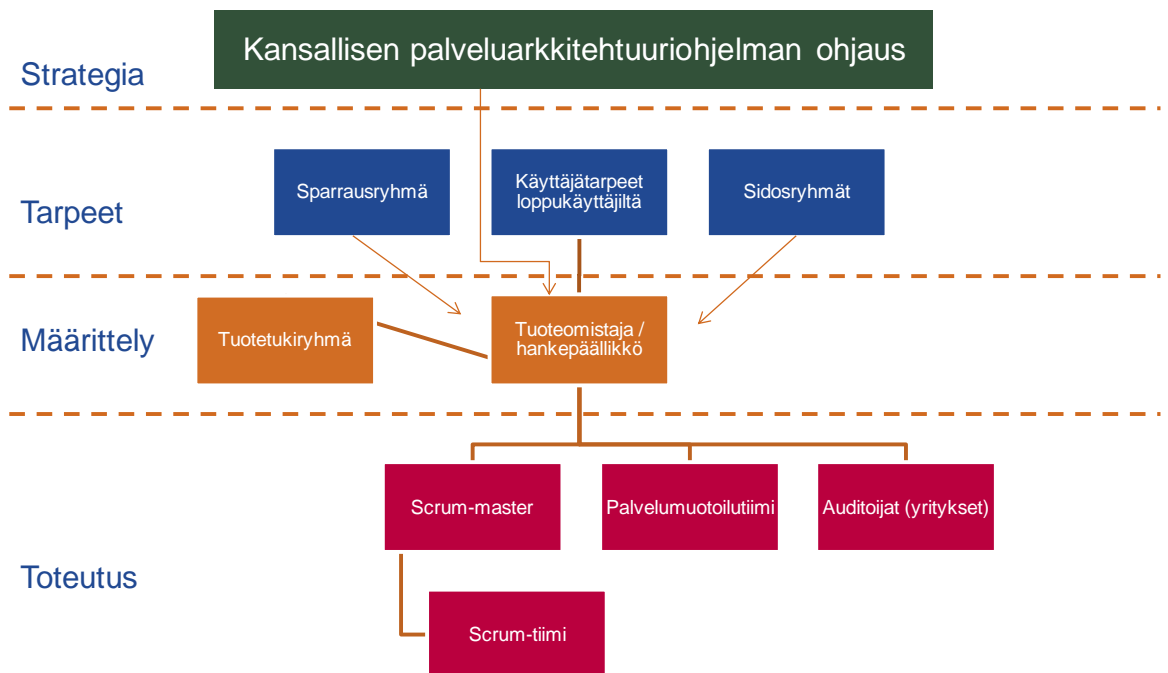 Kansallisen palveluarkkitehtuuriohjelman ohjaus
Strategia
Sparrausryhmä
Käyttäjätarpeet
loppukäyttäjiltä
Sidosryhmät
Tarpeet
Tuotetukiryhmä
Tuoteomistaja /
hankepäällikkö
Määrittely
Scrum-master
Palvelumuotoilutiimi
Auditoijat (yritykset)
Toteutus
Scrum-tiimi